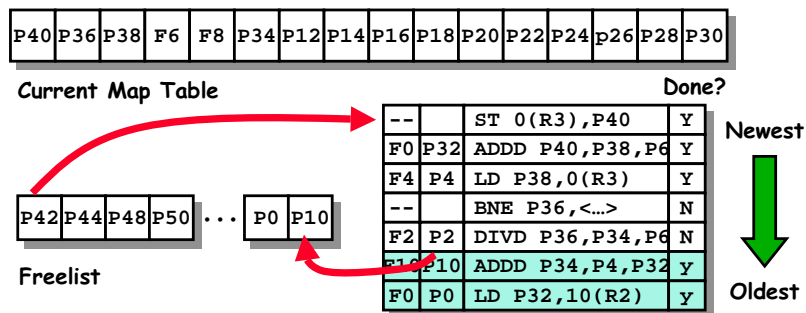 P40 P36 P38 F6 F8 P34 P12 P14 P16 P18 P20 P22 P24 p26 P28 P30
Current Map Table
Done?
-- ST 0(R3),P40 Y
Newest
F0 P32 ADDD P40,P38,P6 Y
F4 P4 LD P38,0(R3) Y
-- BNE P36,<…> N
P42 P44 P48 P50 ... P0 P10
F2 P2 DIVD P36,P34,P6 N
Freelist
F10 P10 ADDD P34,P4,P32 y
F0 P0 LD P32,10(R2) y
Oldest